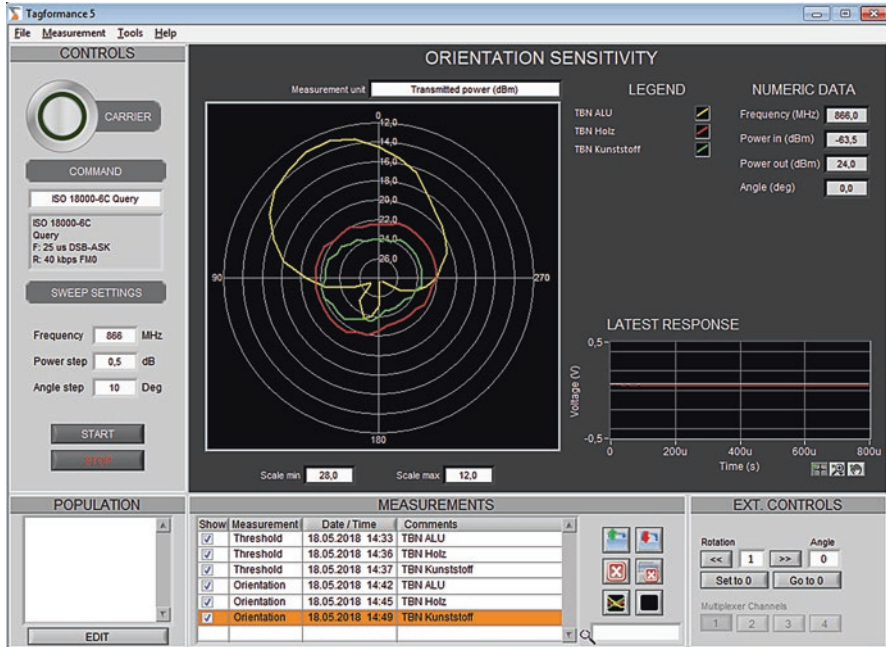 Tagformance 5
File Measurement Tools Help
CONTROLS
CARRIER
COMMAND
ISO 18000-6C Query
ISO 18000-6C
Query
F: 25 us DSB-ASK
R: 40 kbps FM0
SWEEP SETTINGS
Frequency 866 MHz
Power step 0,5 dB
Angle step 10 Deg
START
STOP
ORIENTATION SENSITIVITY
Measurement unit Transmitted power (dBm)
0
12,0
14,0
16,0
18,0
20,0
22,0
24,0
26,0
90
270
180
Scale min 28,0 Scale max 12,0
LEGEND
TBN ALU
TBN Holz
TBN Kunststoff
NUMERIC DATA
Frequency (MHz) 866,0
Power in (dBm) -63,5
Power out (dBm) 24,0
Angle (deg) 0,0
LATEST RESPONSE
Voltage (V)
0,5
-0,5
0 200u 400u 600u 800u
Time (s)
POPULATION
EDIT
MEASUREMENTS
Show Measurement Date / Time Comments
Threshold 18.05.2018 14:33 TBN ALU
Threshold 18.05.2018 14:36 TBN Holz
Threshold 18.05.2018 14:37 TBN Kunststoff
Orientation 18.05.2018 14:42 TBN ALU
Orientation 18.05.2018 14:45 TBN Holz
Orientation 18.05.2018 14:49 TBN Kunststoff
EXT. CONTROLS
Rotation Angle
<< 1 >> 0
Set to 0 Go to 0
Multiplexer Channels
1 2 3 4